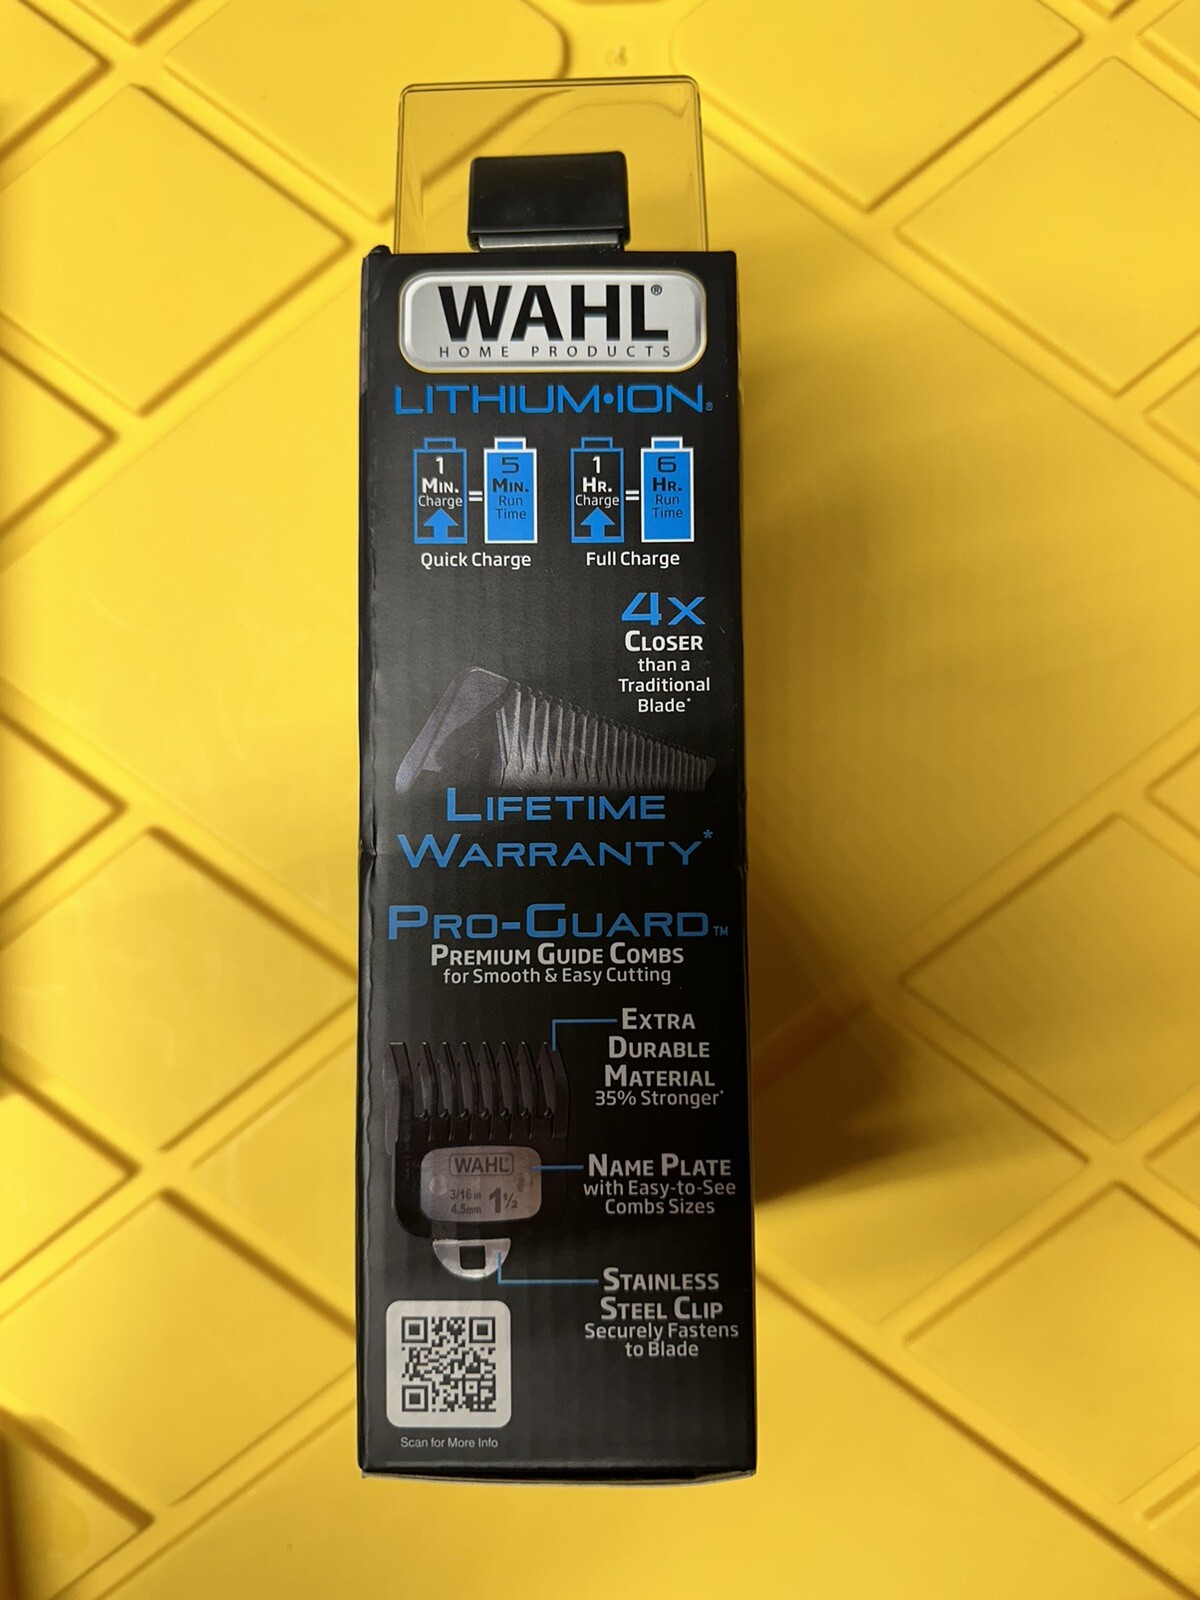 WAHL®
HOME PRODUCTS
LITHIUM•ION®
1
MIN.
Charge
=
5
MIN.
Run
Time
Quick Charge
1
HR.
Charge
=
6
HR.
Run
Time
Full Charge
4X
CLOSER
than a
Traditional
Blade*
LIFETIME
WARRANTY*
PRO-GUARD™
PREMIUM GUIDE COMBS
for Smooth & Easy Cutting
EXTRA
DURABLE
MATERIAL
35% Stronger*
WAHL
3/16 in
4.5mm
1½
NAME PLATE
with Easy-to-See
Combs Sizes
STAINLESS
STEEL CLIP
Securely Fastens
to Blade
Scan for More Info